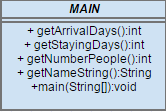 MAIN
+ getArrivalDays():int
+ getStayingDays():int
+ getNumberPeople():int
+ getNameString():String
+main(String[]):void